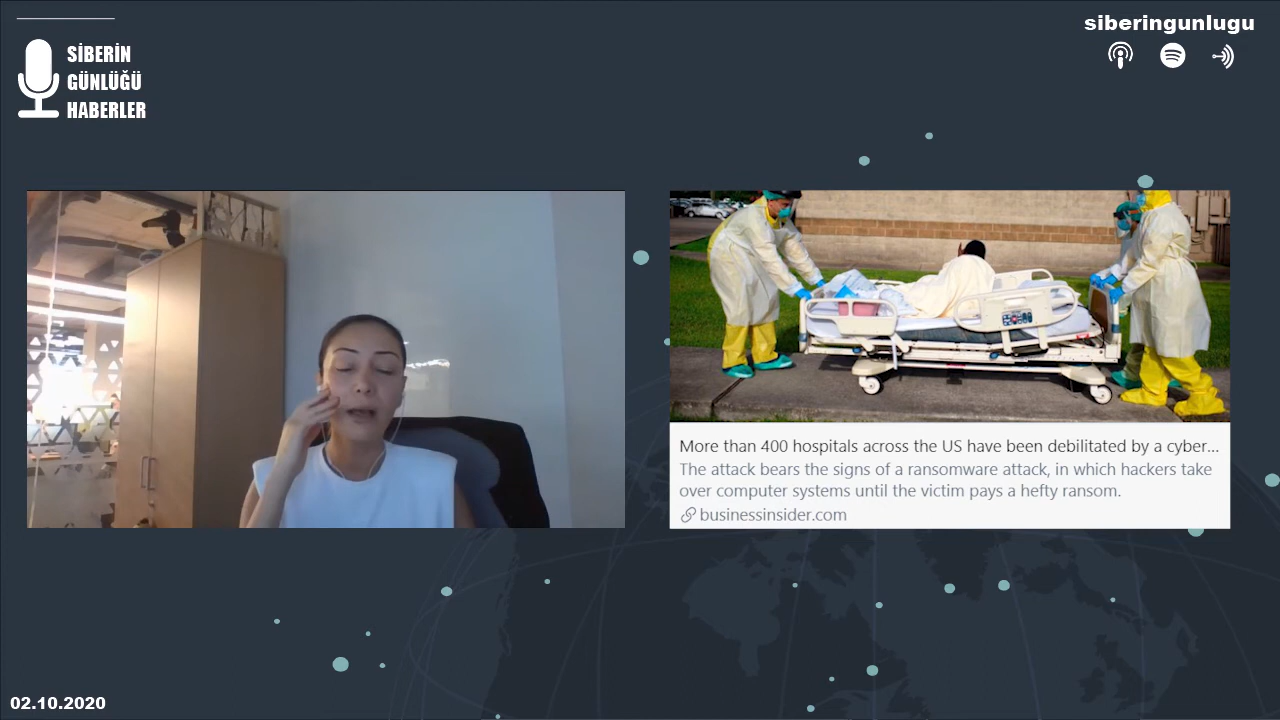 siberingunlugu
SİBERİN
GÜNLÜĞÜ
HABERLER
More than 400 hospitals across the US have been debilitated by a cyber...
The attack bears the signs of a ransomware attack, in which hackers take
over computer systems until the victim pays a hefty ransom.
businessinsider.com
02.10.2020